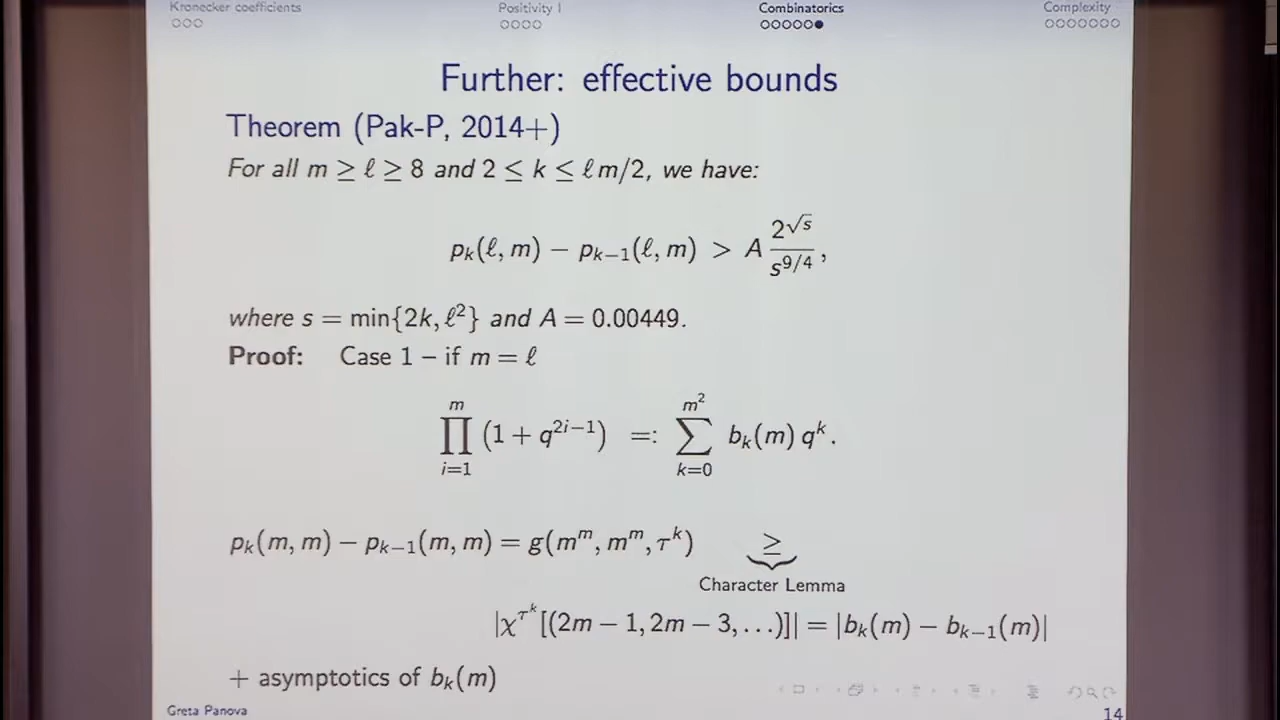 Kronecker coefficients Positivity I Combinatorics Complexity
Further: effective bounds
Theorem (Pak-P, 2014+)
For all m ≥ ℓ ≥ 8 and 2 ≤ k ≤ ℓm/2, we have:
p_k(ℓ, m) − p_{k−1}(ℓ, m) > A 2^{√s} / s^{9/4},
where s = min{2k, ℓ²} and A = 0.00449.
Proof: Case 1 – if m = ℓ
∏_{i=1}^{m} (1 + q^{2i−1}) =: ∑_{k=0}^{m²} b_k(m) q^k.
p_k(m, m) − p_{k−1}(m, m) = g(m^m, m^m, τ^k) ≥
Character Lemma
|χ^{τ^k}[(2m − 1, 2m − 3, . . .)]| = |b_k(m) − b_{k−1}(m)|
+ asymptotics of b_k(m)
Greta Panova
14